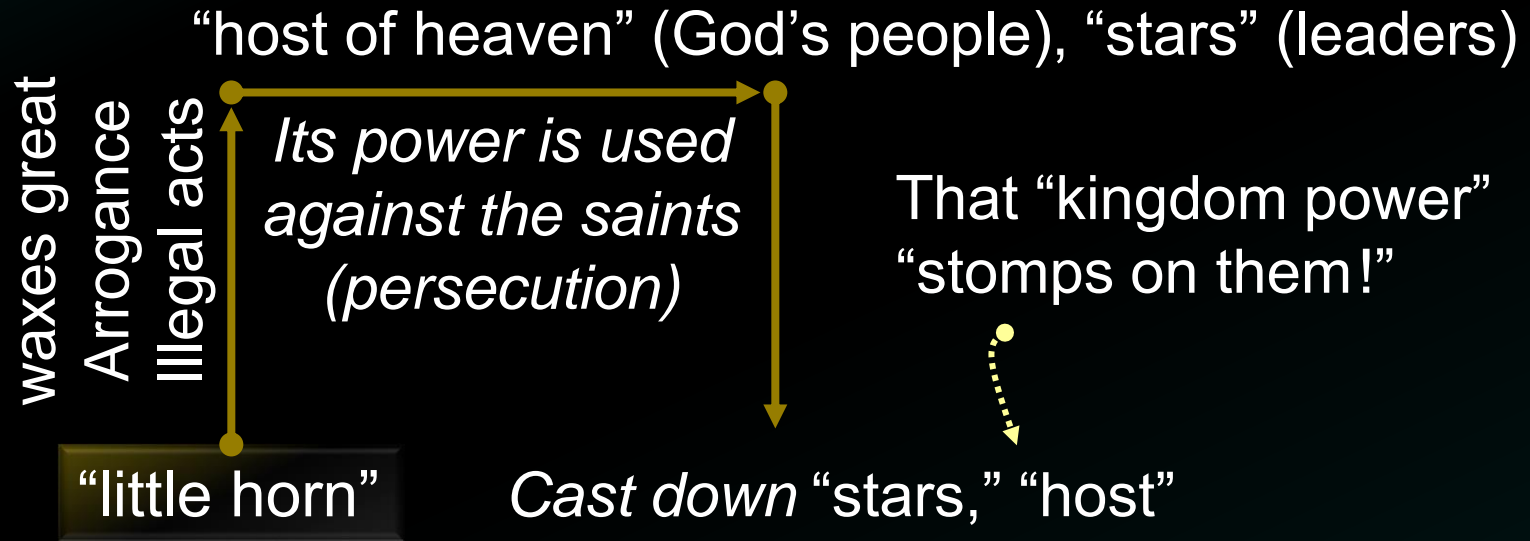 “host of heaven” (God’s people), “stars” (leaders)
waxes great
Arrogance
Illegal acts
Its power is used
against the saints
(persecution)
That “kingdom power”
“stomps on them!”
“little horn”
Cast down “stars,” “host”